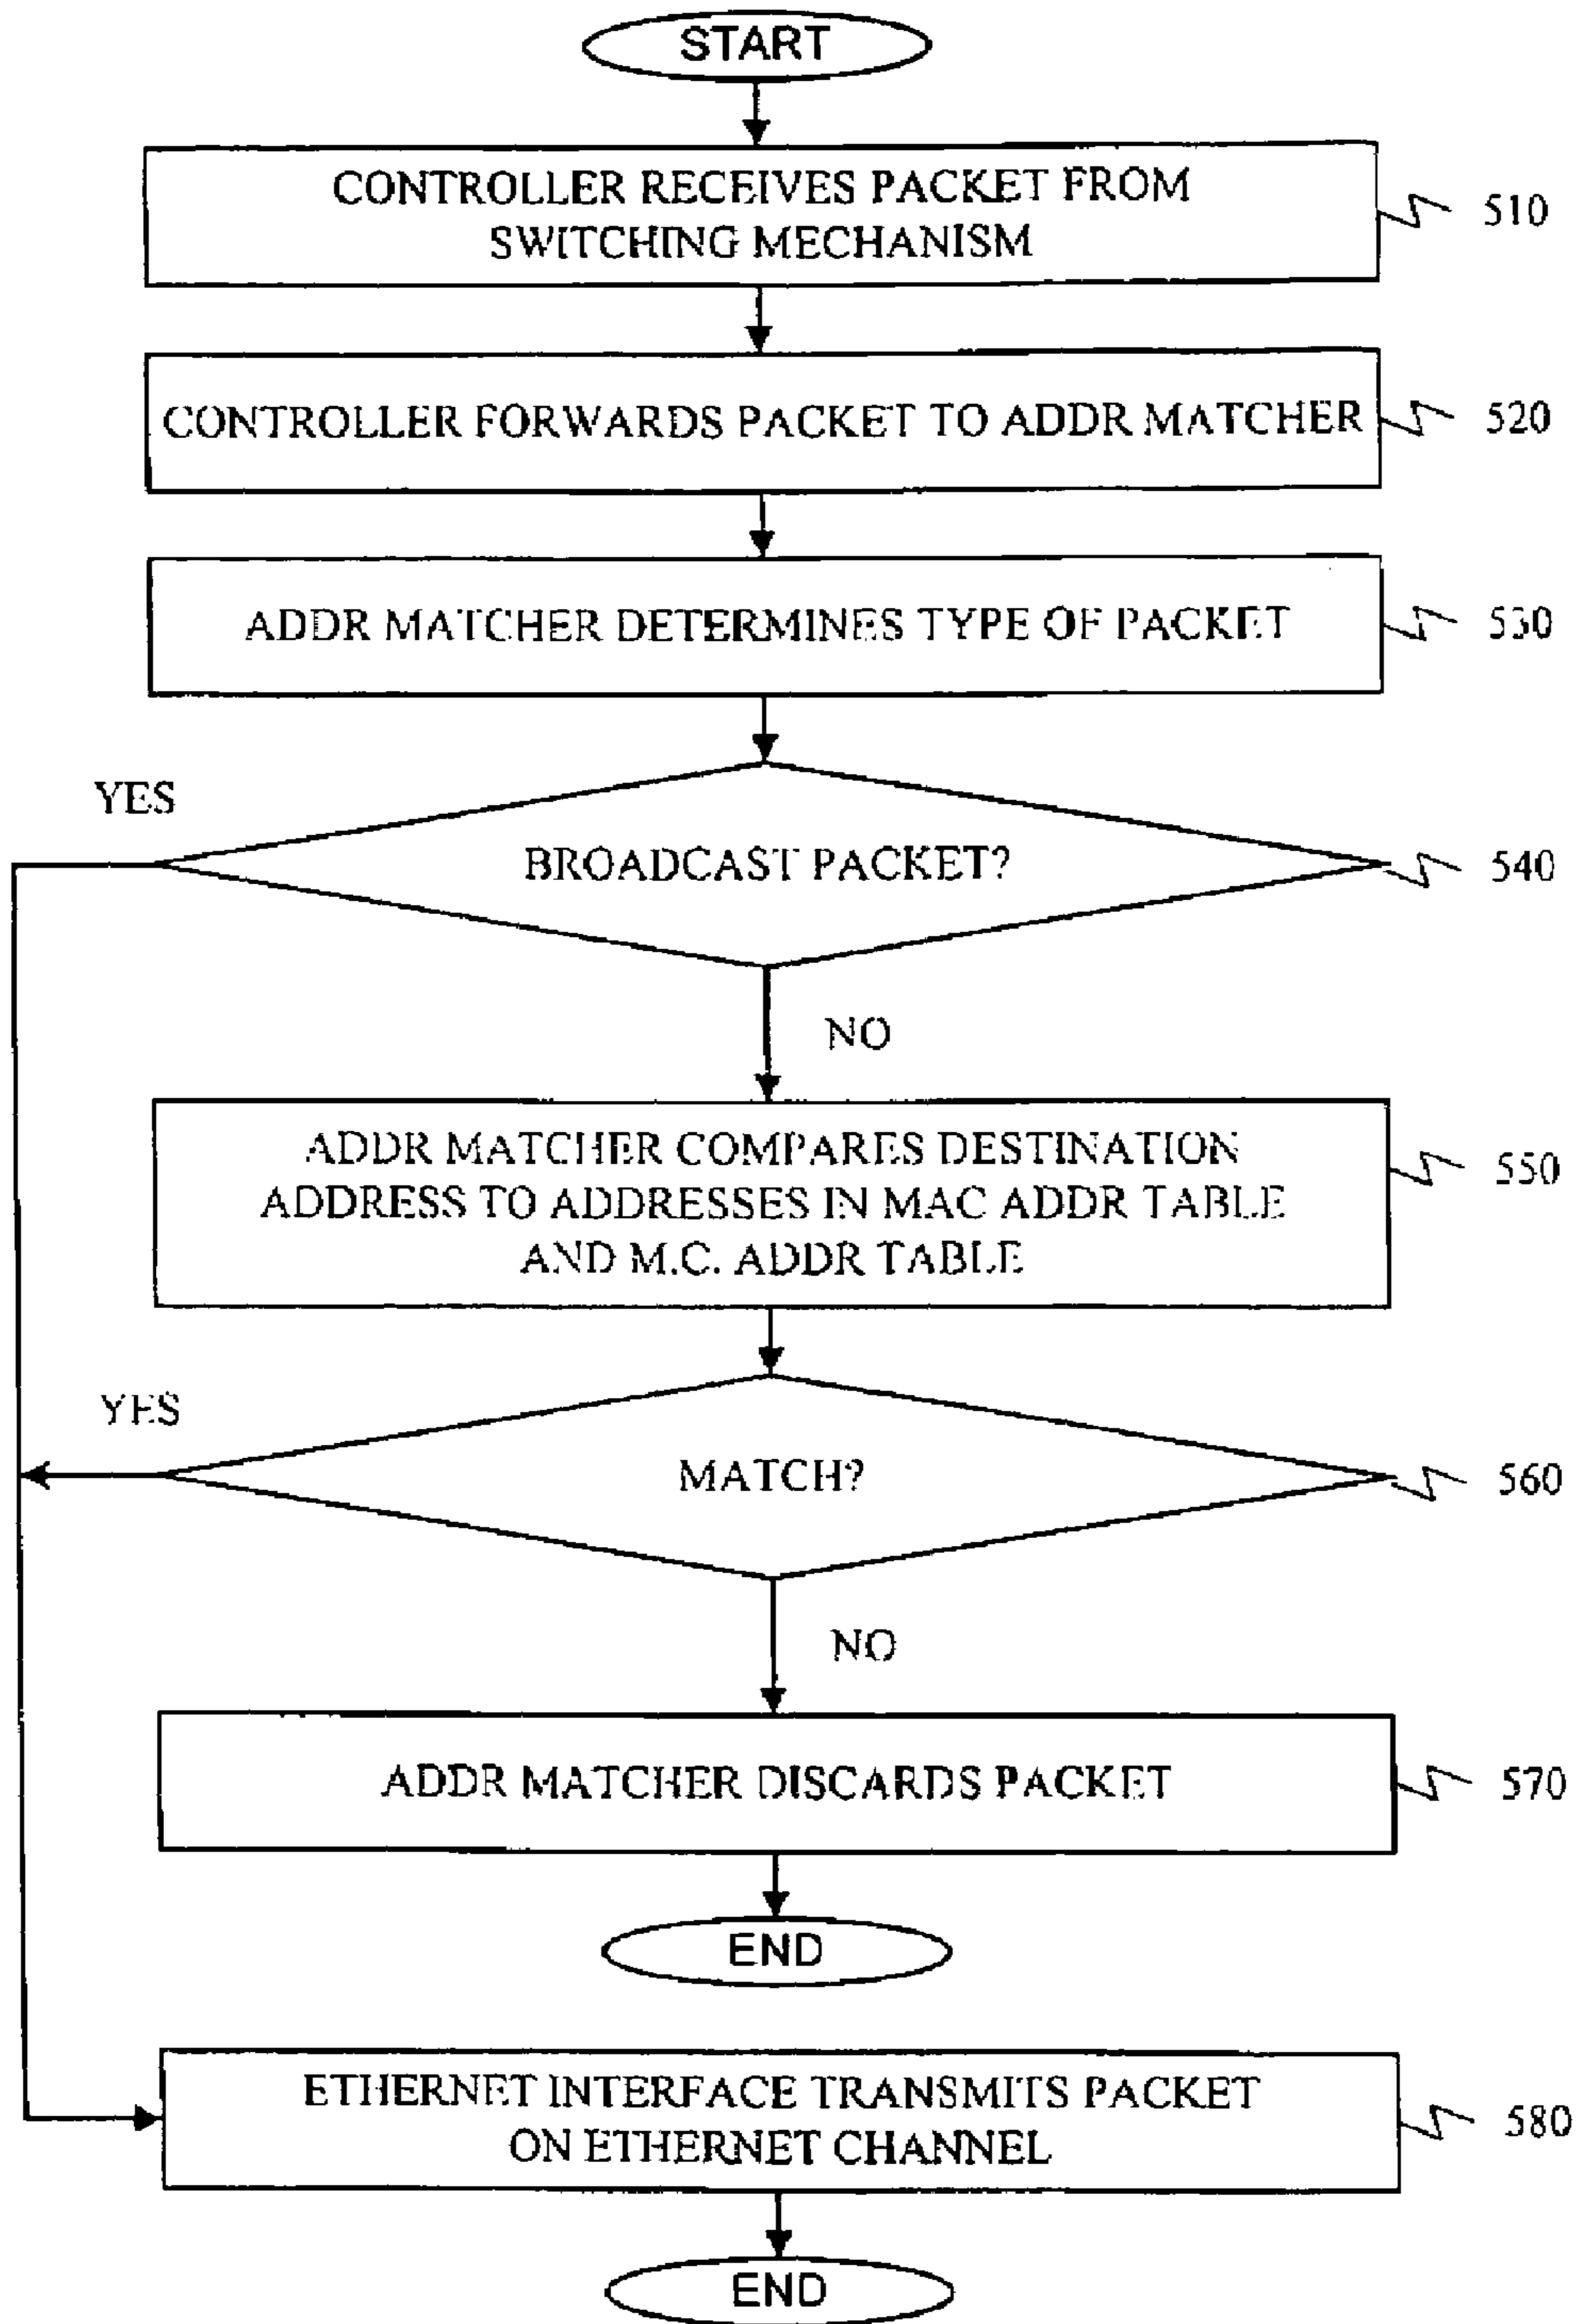 START
CONTROLLER RECEIVES PACKET FROM
SWITCHING MECHANISM
510
CONTROLLER FORWARDS PACKET TO ADDR MATCHER
520
ADDR MATCHER DETERMINES TYPE OF PACKET
530
YES
BROADCAST PACKET?
540
NO
ADDR MATCHER COMPARES DESTINATION
ADDRESS TO ADDRESSES IN MAC ADDR TABLE
AND M.C. ADDR TABLE
550
YES
MATCH?
560
NO
ADDR MATCHER DISCARDS PACKET
570
END
ETHERNET INTERFACE TRANSMITS PACKET
ON ETHERNET CHANNEL
580
END